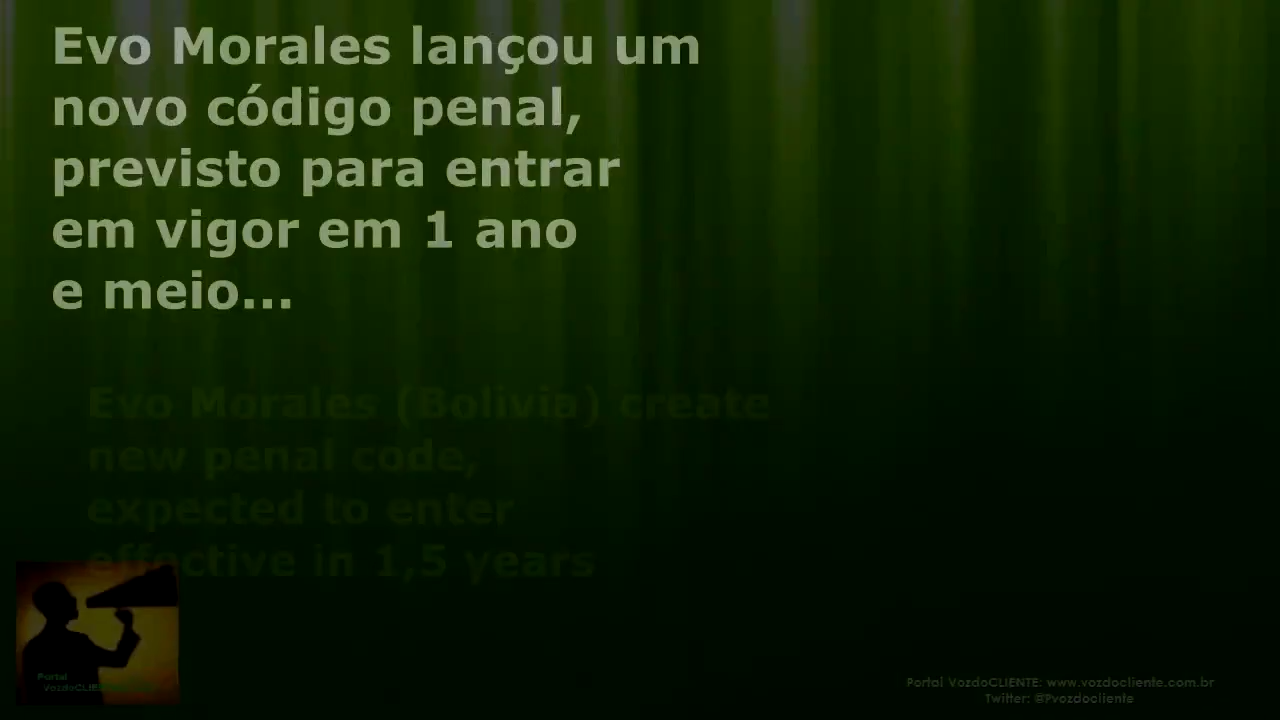 Evo Morales lançou um
novo código penal,
previsto para entrar
em vigor em 1 ano
e meio...
Evo Morales (Bolivia) create
new penal code,
expected to enter
effective in 1,5 years
Portal
Portal VozdoCLIENTE: www.vozdocliente.com.br
Twitter: @Pvozdocliente